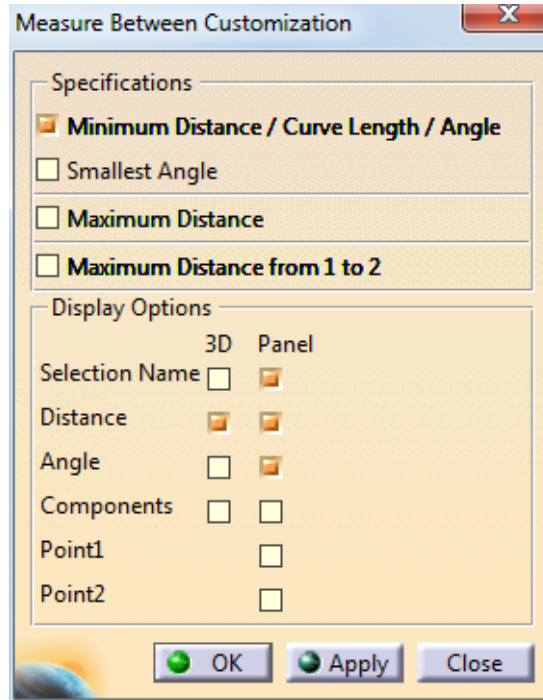 Measure Between Customization
Specifications
Minimum Distance / Curve Length / Angle
Smallest Angle
Maximum Distance
Maximum Distance from 1 to 2
Display Options
3D Panel
Selection Name
Distance
Angle
Components
Point1
Point2
OK Apply Close